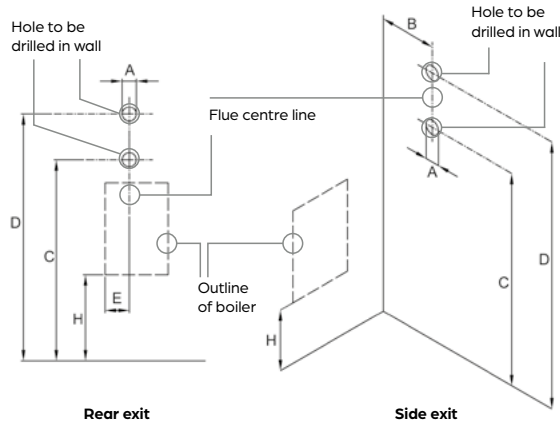 Hole to be
drilled in wall
A
Flue centre line
D
C
E
H
Outline
of boiler
Rear exit
Hole to be
drilled in wall
B
A
C
D
H
Side exit